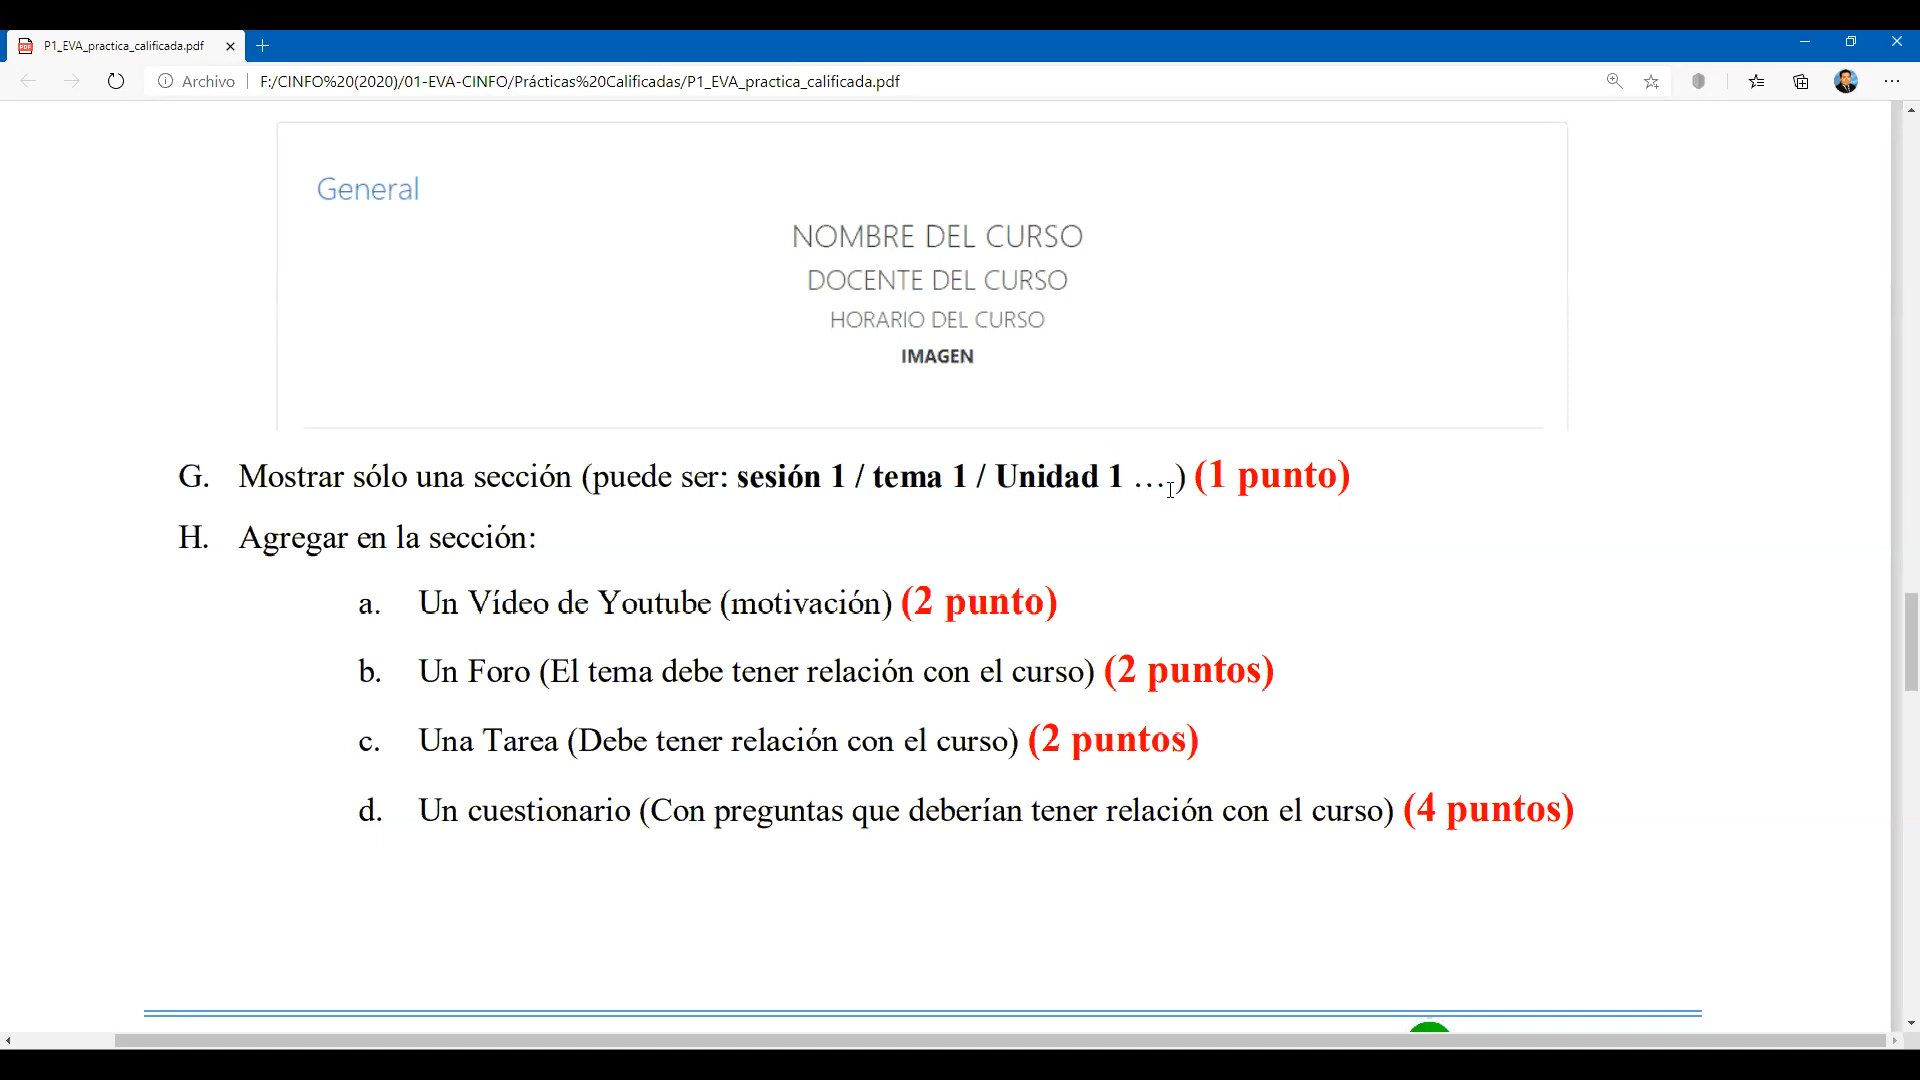 P1_EVA_practica_calificada.pdf
Archivo
F:/CINFO%20(2020)/01-EVA-CINFO/Prácticas%20Calificadas/P1_EVA_practica_calificada.pdf
General
NOMBRE DEL CURSO
DOCENTE DEL CURSO
HORARIO DEL CURSO
IMAGEN
G. Mostrar sólo una sección (puede ser: sesión 1 / tema 1 / Unidad 1 …,) (1 punto)
H. Agregar en la sección:
a. Un Vídeo de Youtube (motivación) (2 punto)
b. Un Foro (El tema debe tener relación con el curso) (2 puntos)
c. Una Tarea (Debe tener relación con el curso) (2 puntos)
d. Un cuestionario (Con preguntas que deberían tener relación con el curso) (4 puntos)